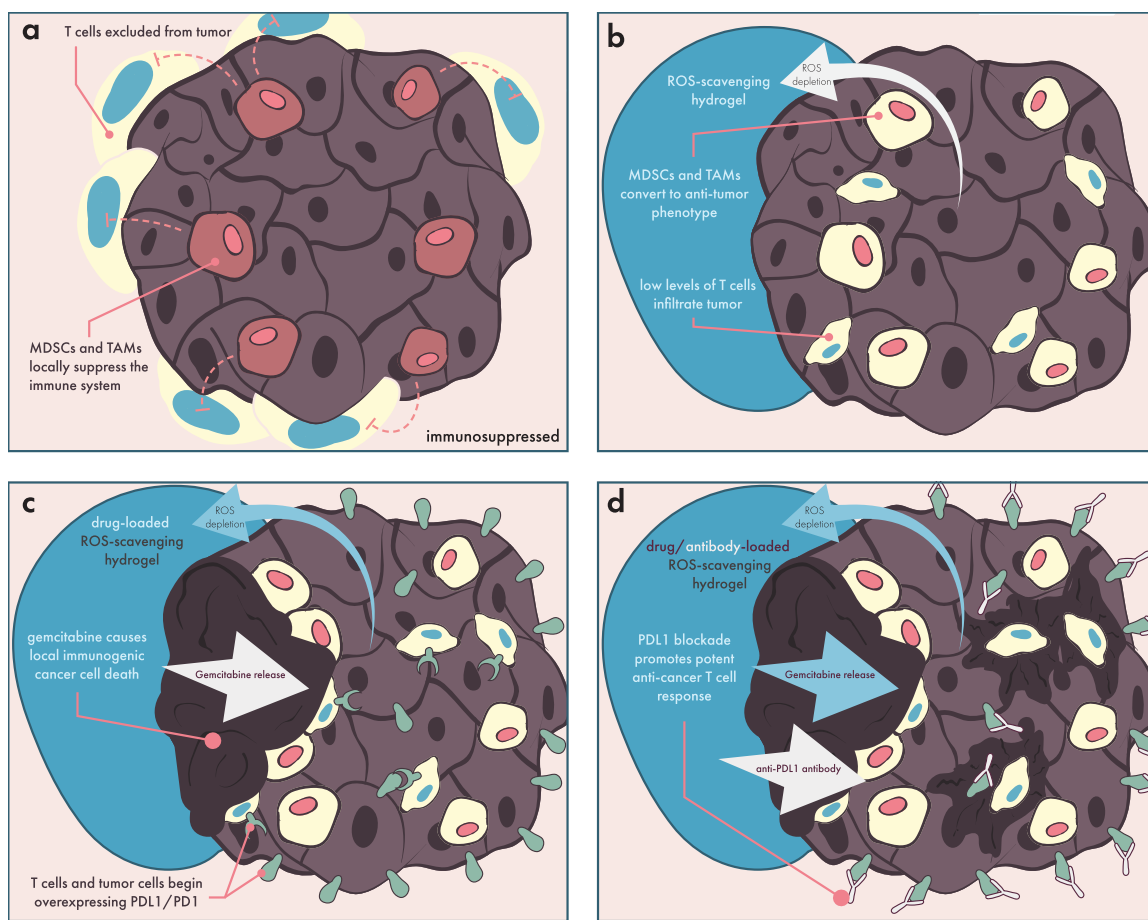 a
T cells excluded from tumor
MDSCs and TAMs
locally suppress the
immune system
immunosuppressed
b
ROS
depletion
ROS-scavenging
hydrogel
MDSCs and TAMs
convert to anti-tumor
phenotype
low levels of T cells
infiltrate tumor
c
ROS
depletion
drug-loaded
ROS-scavenging
hydrogel
gemcitabine causes
local immunogenic
cancer cell death
Gemcitabine release
T cells and tumor cells begin
overexpressing PDL1/PD1
d
ROS
depletion
drug/antibody-loaded
ROS-scavenging
hydrogel
PDL1 blockade
promotes potent
anti-cancer T cell
response
Gemcitabine release
anti-PDL1 antibody